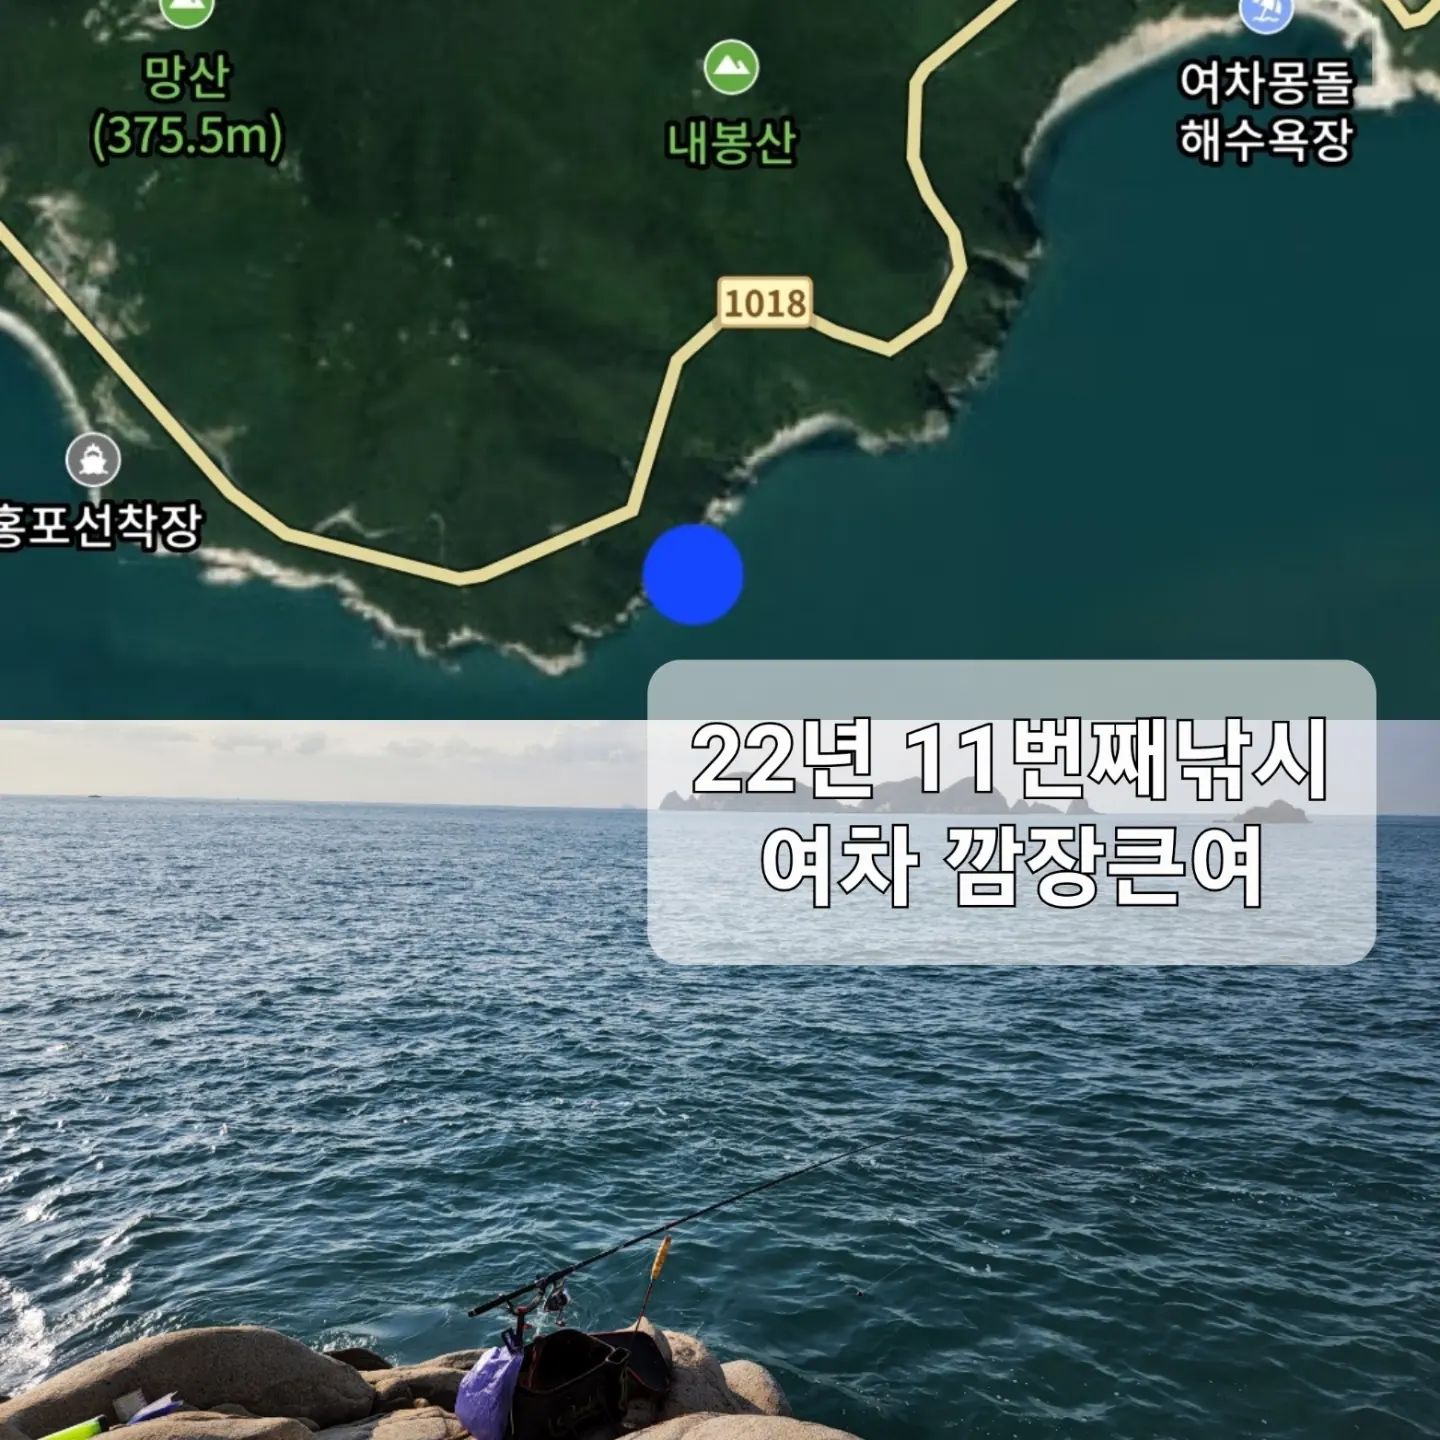 망산
(375.5m)
내봉산
여차몽돌
해수욕장
1018
홍포선착장
22년 11번째낚시
여차 깜장큰여